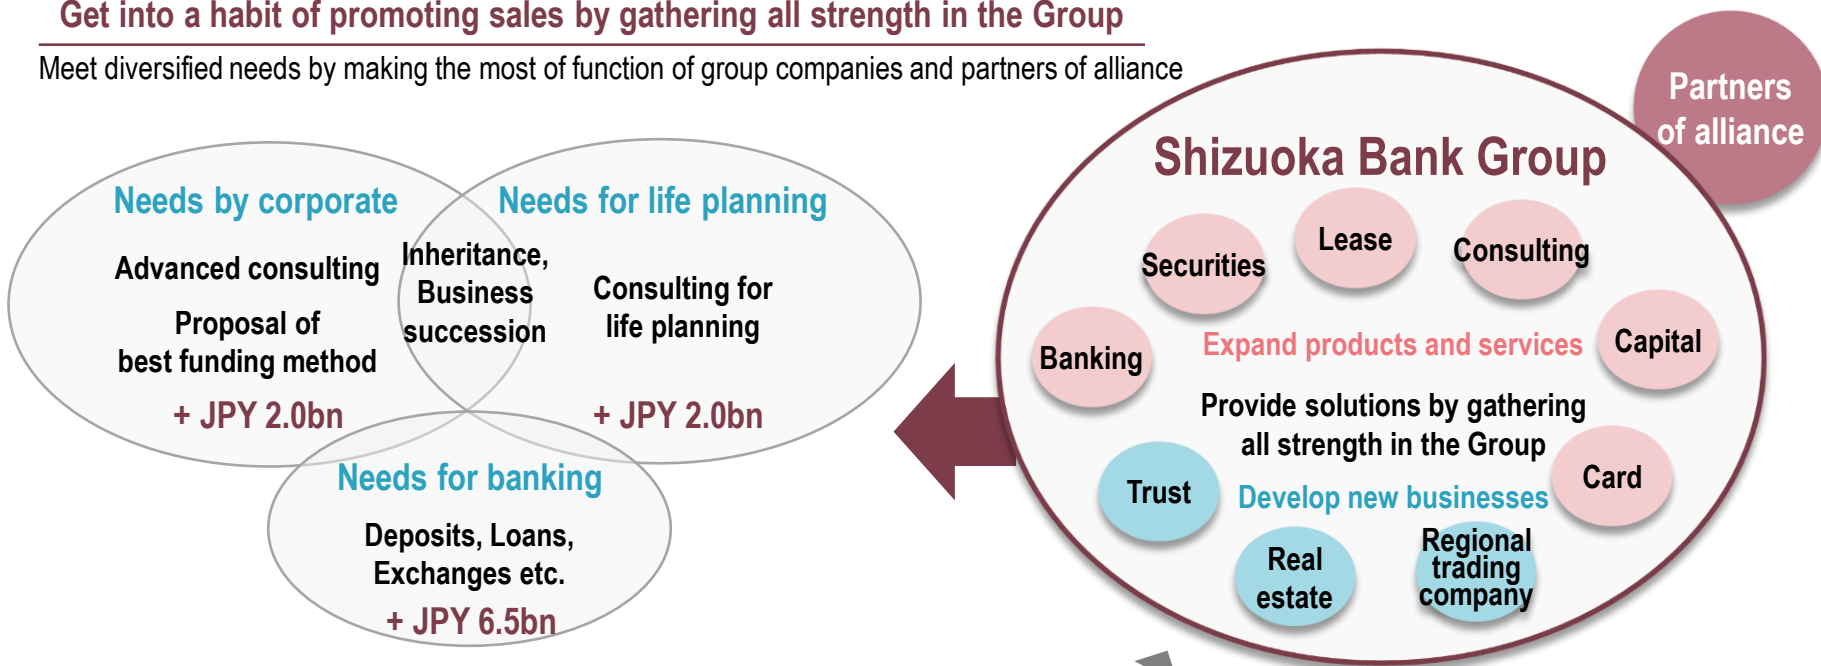 Get into a habit of promoting sales by gathering all strength in the Group
Meet diversified needs by making the most of function of group companies and partners of alliance
Needs by corporate
Advanced consulting
Proposal of
best funding method
+ JPY 2.0bn
Inheritance,
Business
succession
Needs for life planning
Consulting for
life planning
+ JPY 2.0bn
Needs for banking
Deposits, Loans,
Exchanges etc.
+ JPY 6.5bn
Partners
of alliance
Shizuoka Bank Group
Banking
Securities
Lease
Consulting
Capital
Card
Expand products and services
Provide solutions by gathering
all strength in the Group
Develop new businesses
Trust
Real
estate
Regional
trading
company